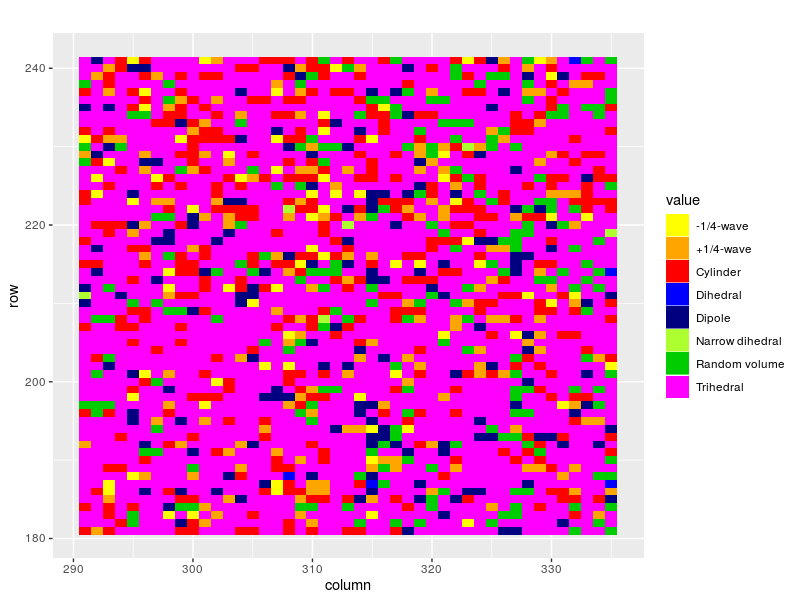 240
220
200
180
row
290
300
310
320
330
column
value
-1/4-wave
+1/4-wave
Cylinder
Dihedral
Dipole
Narrow dihedral
Random volume
Trihedral